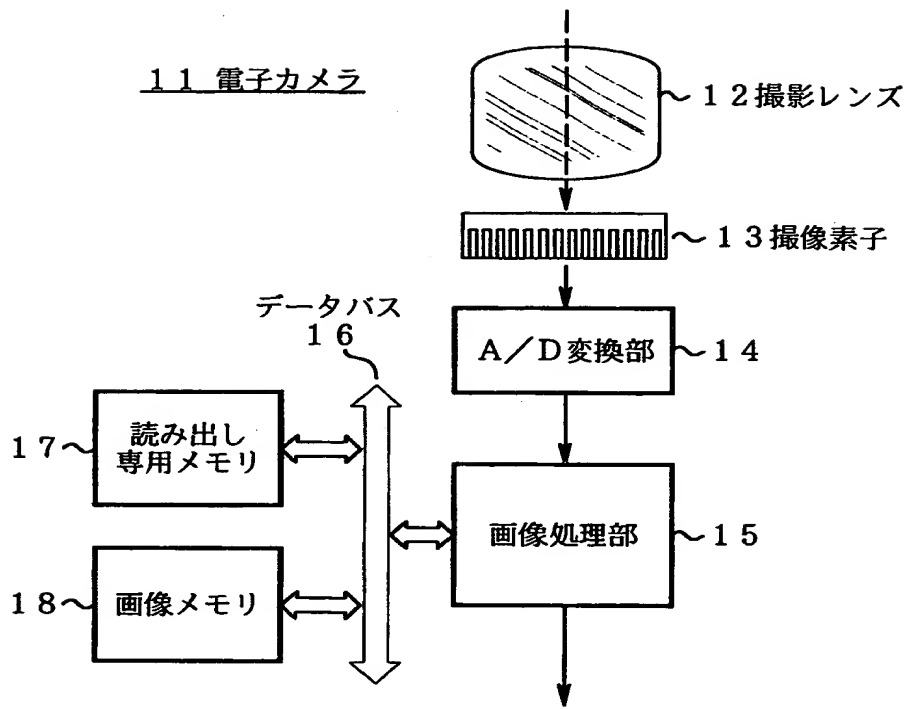 １１ 電子カメラ
１２撮影レンズ
１３撮像素子
データバス
１６
Ａ／Ｄ変換部
１４
１７
読み出し
専用メモリ
画像処理部
１５
１８
画像メモリ